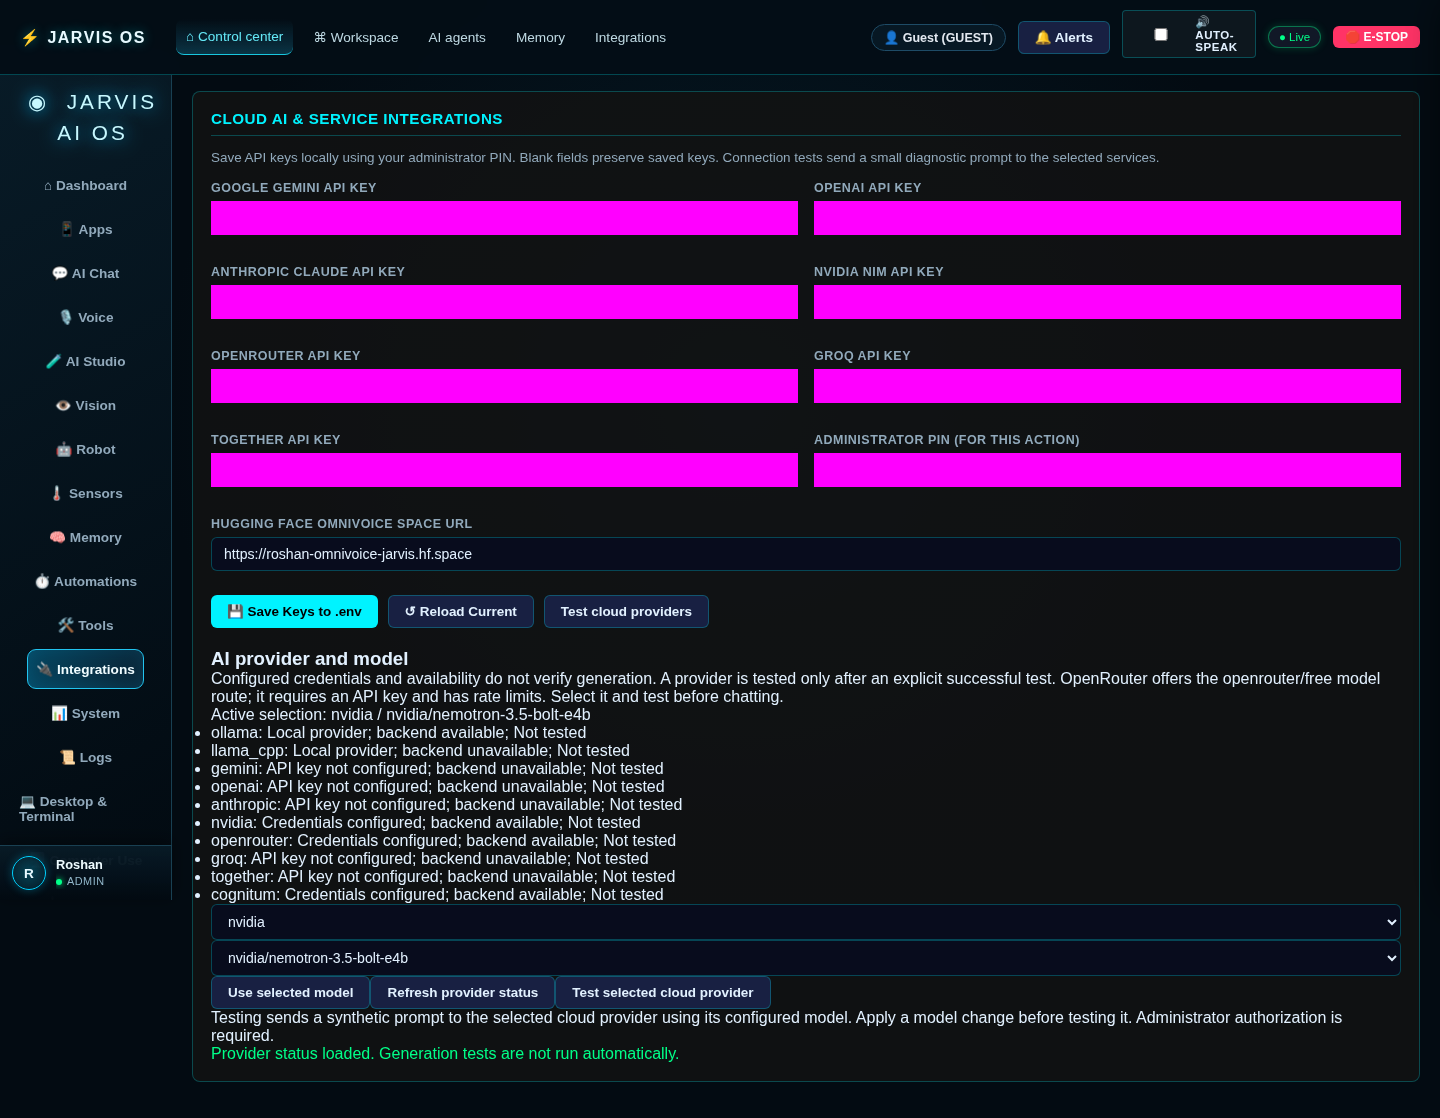 ⚡ JARVIS OS
⌂ Control center
⌘ Workspace
AI agents
Memory
Integrations
👤 Guest (GUEST)
🔔 Alerts
🔊 AUTO-SPEAK
● Live
🛑 E-STOP
◉ JARVIS
AI OS
⌂ Dashboard
📱 Apps
💬 AI Chat
🎙️ Voice
🧪 AI Studio
👁️ Vision
🤖 Robot
🌡️ Sensors
🧠 Memory
⏱️ Automations
🛠️ Tools
🔌 Integrations
📊 System
📜 Logs
💻 Desktop &
Terminal
R
Roshan
ADMIN
CLOUD AI & SERVICE INTEGRATIONS
Save API keys locally using your administrator PIN. Blank fields preserve saved keys. Connection tests send a small diagnostic prompt to the selected services.
GOOGLE GEMINI API KEY
OPENAI API KEY
ANTHROPIC CLAUDE API KEY
NVIDIA NIM API KEY
OPENROUTER API KEY
GROQ API KEY
TOGETHER API KEY
ADMINISTRATOR PIN (FOR THIS ACTION)
HUGGING FACE OMNIVOICE SPACE URL
https://roshan-omnivoice-jarvis.hf.space
💾 Save Keys to .env
↺ Reload Current
Test cloud providers
AI provider and model
Configured credentials and availability do not verify generation. A provider is tested only after an explicit successful test. OpenRouter offers the openrouter/free model
route; it requires an API key and has rate limits. Select it and test before chatting.
Active selection: nvidia / nvidia/nemotron-3.5-bolt-e4b
• ollama: Local provider; backend available; Not tested
• llama_cpp: Local provider; backend unavailable; Not tested
• gemini: API key not configured; backend unavailable; Not tested
• openai: API key not configured; backend unavailable; Not tested
• anthropic: API key not configured; backend unavailable; Not tested
• nvidia: Credentials configured; backend available; Not tested
• openrouter: Credentials configured; backend available; Not tested
• groq: API key not configured; backend unavailable; Not tested
• together: API key not configured; backend unavailable; Not tested
• cognitum: Credentials configured; backend available; Not tested
nvidia
nvidia/nemotron-3.5-bolt-e4b
Use selected model
Refresh provider status
Test selected cloud provider
Testing sends a synthetic prompt to the selected cloud provider using its configured model. Apply a model change before testing it. Administrator authorization is
required.
Provider status loaded. Generation tests are not run automatically.